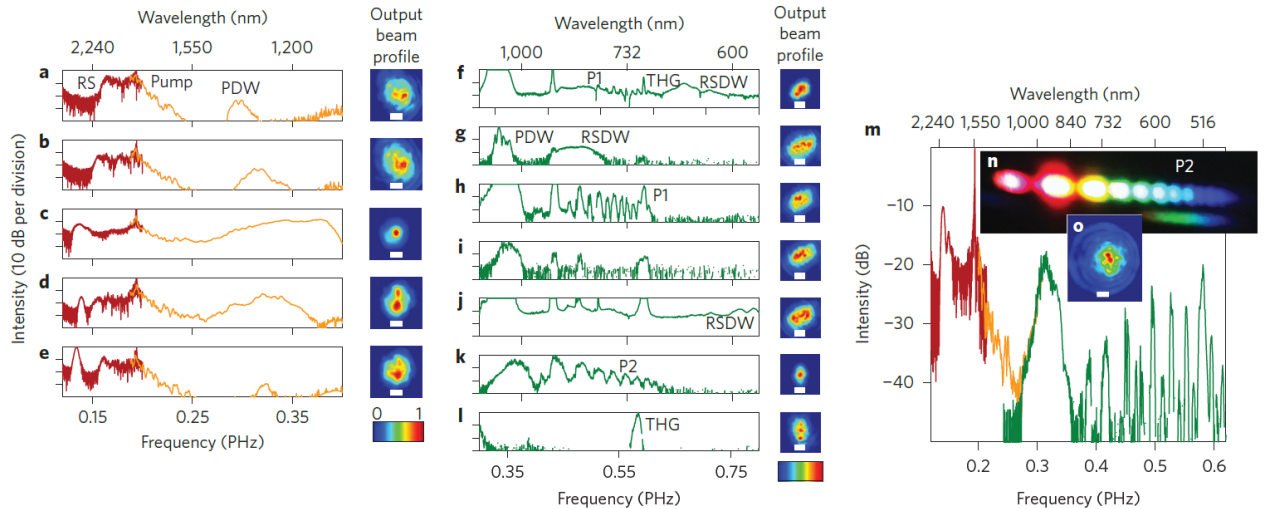 Wavelength (nm)
2,240 1,550 1,200
Output
beam
profile
a
RS
Pump
PDW
b
c
d
e
0.15 0.25 0.35
Frequency (PHz)
Intensity (10 dB per division)
0 1
Wavelength (nm)
1,000 732 600
Output
beam
profile
f
P1
THG
RSDW
g
PDW
RSDW
h
P1
i
j
RSDW
k
P2
l
THG
0.35 0.55 0.75
Frequency (PHz)
Wavelength (nm)
m
2,240 1,550 1,000 840 732 600 516
n
P2
o
−10
−20
−30
−40
Intensity (dB)
0.2 0.3 0.4 0.5 0.6
Frequency (PHz)